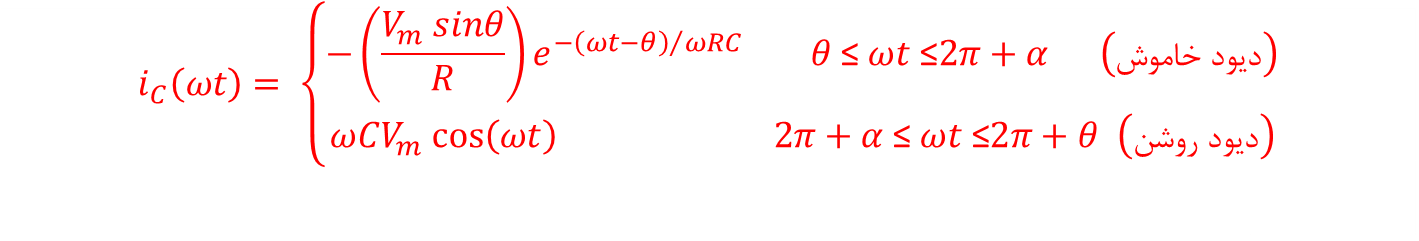 −(V_m sinθ / R) e^{−(ωt−θ)/ωRC} θ ≤ ωt ≤2π + α (دیود خاموش)
i_C(ωt) =
ωCV_m cos(ωt) 2π + α ≤ ωt ≤2π + θ (دیود روشن)